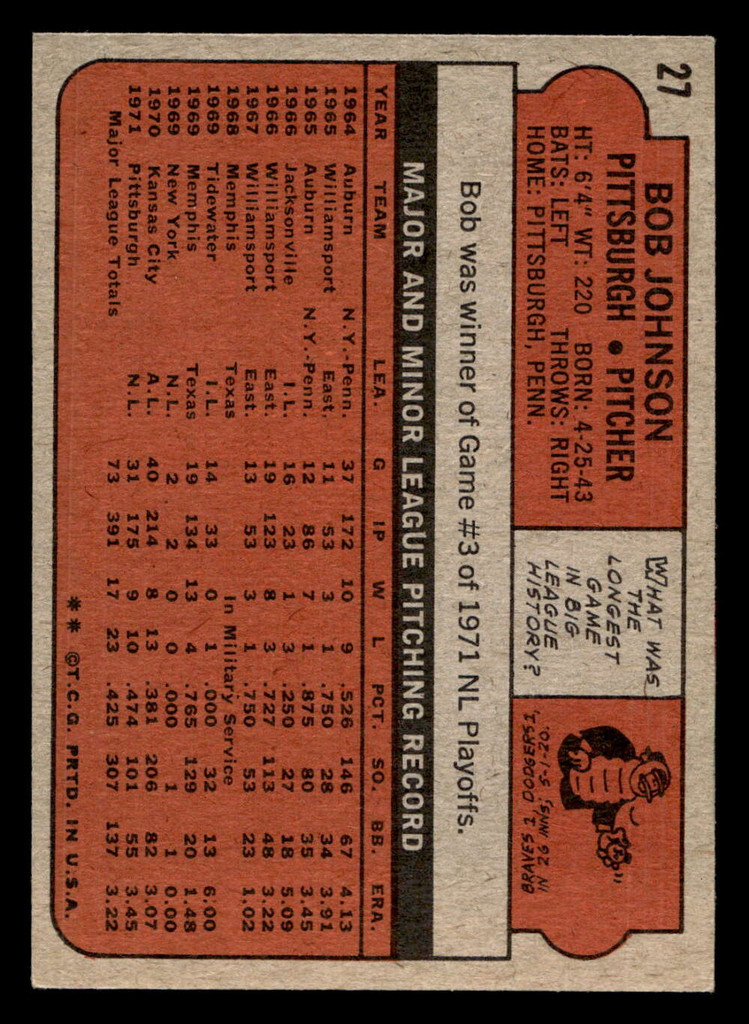 27
BOB JOHNSON
PITTSBURGH • PITCHER
HT: 6'4" WT: 220 BORN: 4-25-43
BATS: LEFT THROWS: RIGHT
HOME: PITTSBURGH, PENN.
WHAT WAS
THE
LONGEST
GAME
IN BIG
LEAGUE
HISTORY?
BRAVES 1, DODGERS 1,
IN 26 INNS, 5-1-20.
Bob was winner of Game #3 of 1971 NL Playoffs.
MAJOR AND MINOR LEAGUE PITCHING RECORD
YEAR TEAM LEA. G IP W L PCT. SO. BB. ERA.
1964 Auburn N.Y.-Penn. 37 172 10 9 .526 146 67 4.13
1965 Williamsport East. 11 53 3 1 .750 28 34 3.91
1965 Auburn N.Y.-Penn. 12 86 7 1 .875 80 35 3.45
1966 Jacksonville I.L. 16 23 1 3 .250 27 18 5.09
1966 Williamsport East. 19 123 8 3 .727 113 48 3.22
1967 Williamsport East. 13 53 3 1 .750 53 23 1.02
1968 Memphis Texas In Military Service
1969 Tidewater I.L. 14 33 0 1 .000 32 13 6.00
1969 Memphis Texas 19 134 13 4 .765 129 20 1.48
1969 New York N.L. 2 2 0 0 .000 1 1 0.00
1970 Kansas City A.L. 40 214 8 13 .381 206 82 3.07
1971 Pittsburgh N.L. 31 175 9 10 .474 101 55 3.45
Major League Totals 73 391 17 23 .425 307 137 3.22
** ©T.C.G. PRTD. IN U.S.A.